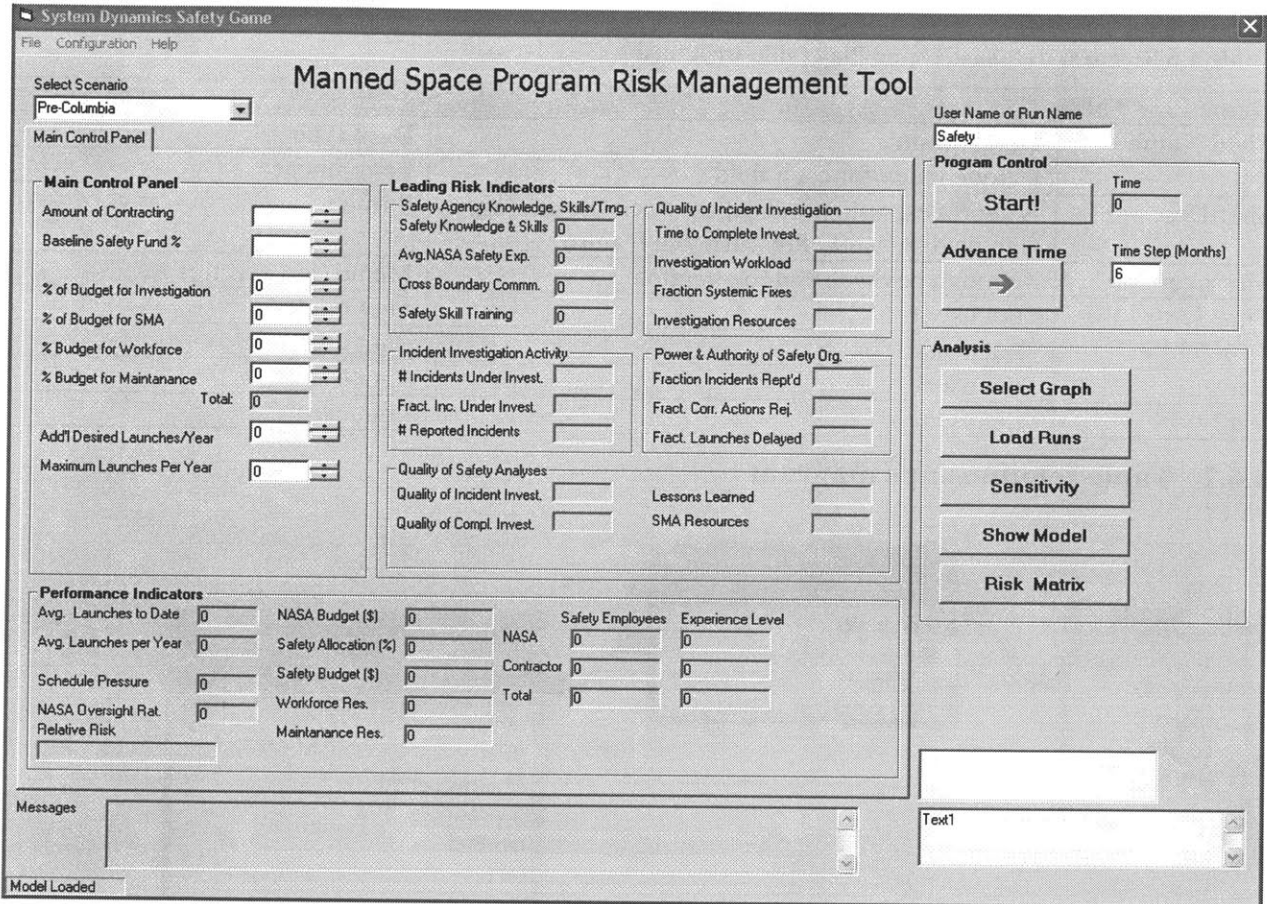 System Dynamics Safety Game
File Configuration Help
Manned Space Program Risk Management Tool
Select Scenario
Pre-Columbia
User Name or Run Name
Safety
Main Control Panel
Main Control Panel
Amount of Contracting
Baseline Safety Fund %
% of Budget for Investigation 0
% of Budget for SMA 0
% Budget for Workforce 0
% Budget for Maintanance 0
Total: 0
Add'l Desired Launches/Year 0
Maximum Launches Per Year 0
Leading Risk Indicators
Safety Agency Knowledge, Skills/Trng.
Safety Knowledge & Skills 0
Avg.NASA Safety Exp. 0
Cross Boundary Commm. 0
Safety Skill Training 0
Quality of Incident Investigation
Time to Complete Invest.
Investigation Workload
Fraction Systemic Fixes
Investigation Resources
Incident Investigation Activity
# Incidents Under Invest.
Fract. Inc. Under Invest.
# Reported Incidents
Power & Authority of Safety Org.
Fraction Incidents Rept'd
Fract. Corr. Actions Rej.
Fract. Launches Delayed
Quality of Safety Analyses
Quality of Incident Invest.
Quality of Compl. Invest.
Lessons Learned
SMA Resources
Program Control
Start!
Time
0
Advance Time
Time Step (Months)
6
Analysis
Select Graph
Load Runs
Sensitivity
Show Model
Risk Matrix
Performance Indicators
Avg. Launches to Date 0
Avg. Launches per Year 0
Schedule Pressure 0
NASA Oversight Rat. 0
Relative Risk
NASA Budget ($) 0
Safety Allocation (%) 0
Safety Budget ($) 0
Workforce Res. 0
Maintanance Res. 0
Safety Employees Experience Level
NASA 0 0
Contractor 0 0
Total 0 0
Messages
Text1
Model Loaded